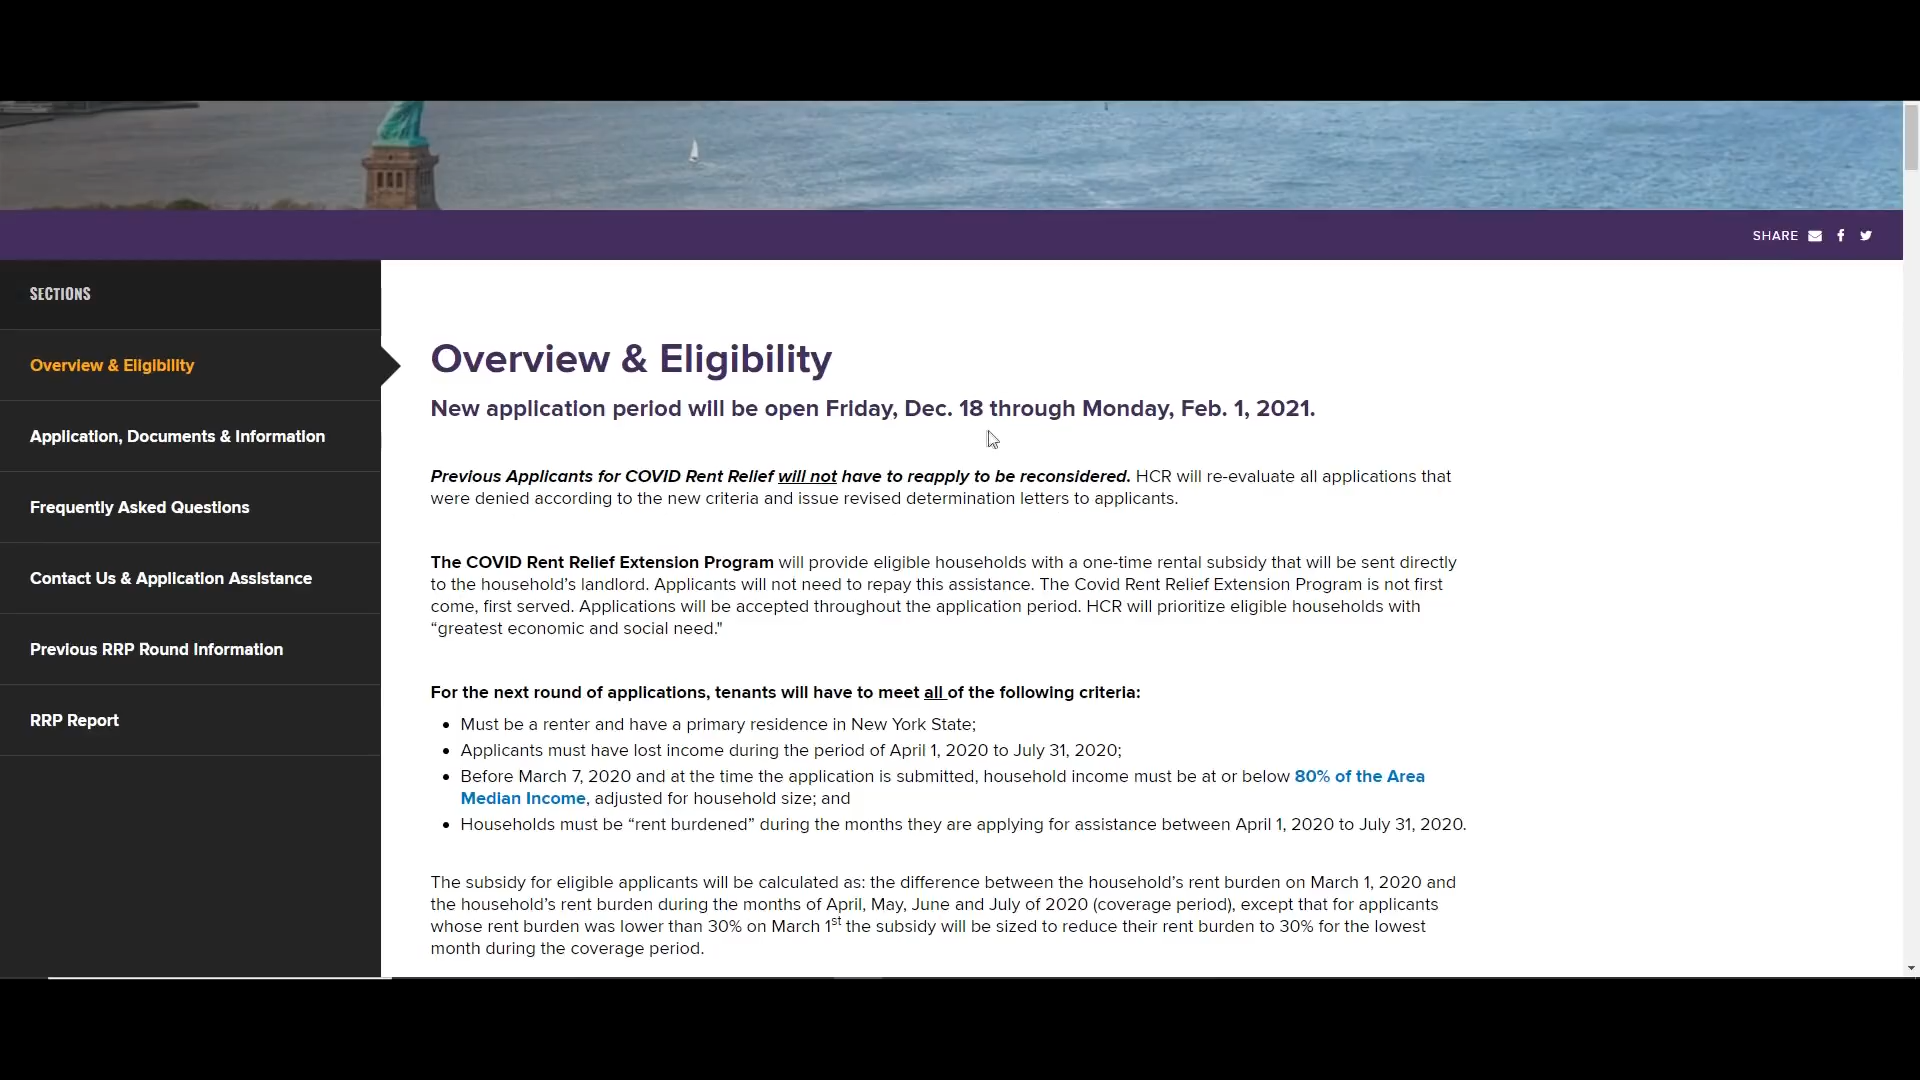 SHARE
SECTIONS
Overview & Eligibility
Application, Documents & Information
Frequently Asked Questions
Contact Us & Application Assistance
Previous RRP Round Information
RRP Report
Overview & Eligibility
New application period will be open Friday, Dec. 18 through Monday, Feb. 1, 2021.
Previous Applicants for COVID Rent Relief will not have to reapply to be reconsidered. HCR will re-evaluate all applications that
were denied according to the new criteria and issue revised determination letters to applicants.
The COVID Rent Relief Extension Program will provide eligible households with a one-time rental subsidy that will be sent directly
to the household’s landlord. Applicants will not need to repay this assistance. The Covid Rent Relief Extension Program is not first
come, first served. Applications will be accepted throughout the application period. HCR will prioritize eligible households with
“greatest economic and social need."
For the next round of applications, tenants will have to meet all of the following criteria:
• Must be a renter and have a primary residence in New York State;
• Applicants must have lost income during the period of April 1, 2020 to July 31, 2020;
• Before March 7, 2020 and at the time the application is submitted, household income must be at or below 80% of the Area
Median Income, adjusted for household size; and
• Households must be “rent burdened” during the months they are applying for assistance between April 1, 2020 to July 31, 2020.
The subsidy for eligible applicants will be calculated as: the difference between the household’s rent burden on March 1, 2020 and
the household’s rent burden during the months of April, May, June and July of 2020 (coverage period), except that for applicants
whose rent burden was lower than 30% on March 1st the subsidy will be sized to reduce their rent burden to 30% for the lowest
month during the coverage period.